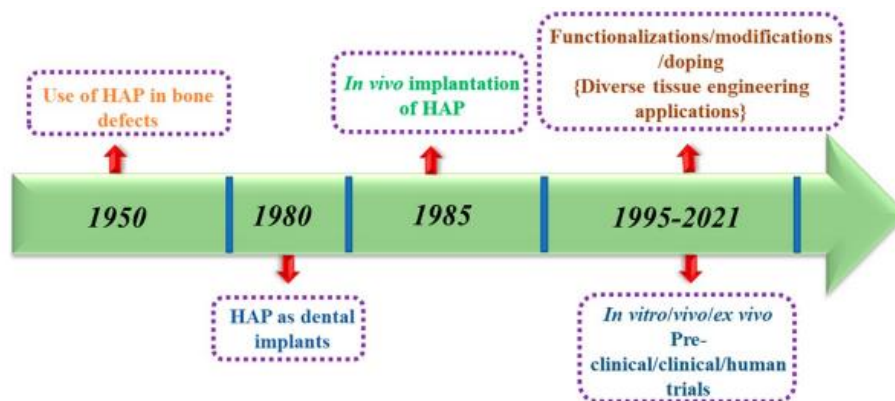 Use of HAP in bone
defects
In vivo implantation
of HAP
Functionalizations/modifications
/doping
{Diverse tissue engineering
applications}
1950
1980
1985
1995-2021
HAP as dental
implants
In vitro/vivo/ex vivo
Pre-
clinical/clinical/human
trials